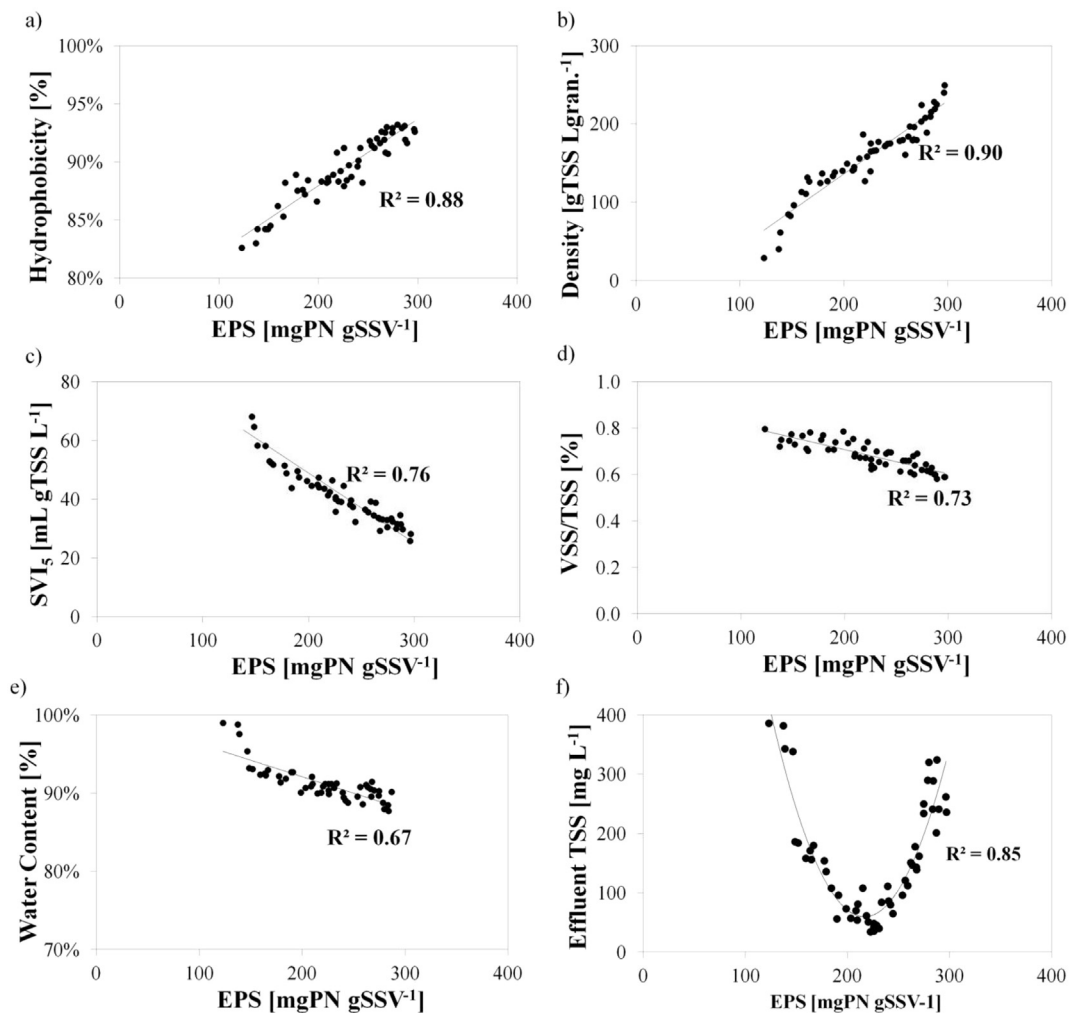 a)
100%
95%
90%
85%
80%
Hydrophobicity [%]
R² = 0.88
0 100 200 300 400
EPS [mgPN gSSV⁻¹]
b)
300
200
100
0
Density [gTSS Lgran.⁻¹]
R² = 0.90
0 100 200 300 400
EPS [mgPN gSSV⁻¹]
c)
80
60
40
20
0
SVI₅ [mL gTSS L⁻¹]
R² = 0.76
0 100 200 300 400
EPS [mgPN gSSV⁻¹]
d)
1.0
0.8
0.6
0.4
0.2
0.0
VSS/TSS [%]
R² = 0.73
0 100 200 300 400
EPS [mgPN gSSV⁻¹]
e)
100%
90%
80%
70%
Water Content [%]
R² = 0.67
0 100 200 300 400
EPS [mgPN gSSV⁻¹]
f)
400
300
200
100
0
Effluent TSS [mg L⁻¹]
R² = 0.85
0 100 200 300 400
EPS [mgPN gSSV-1]